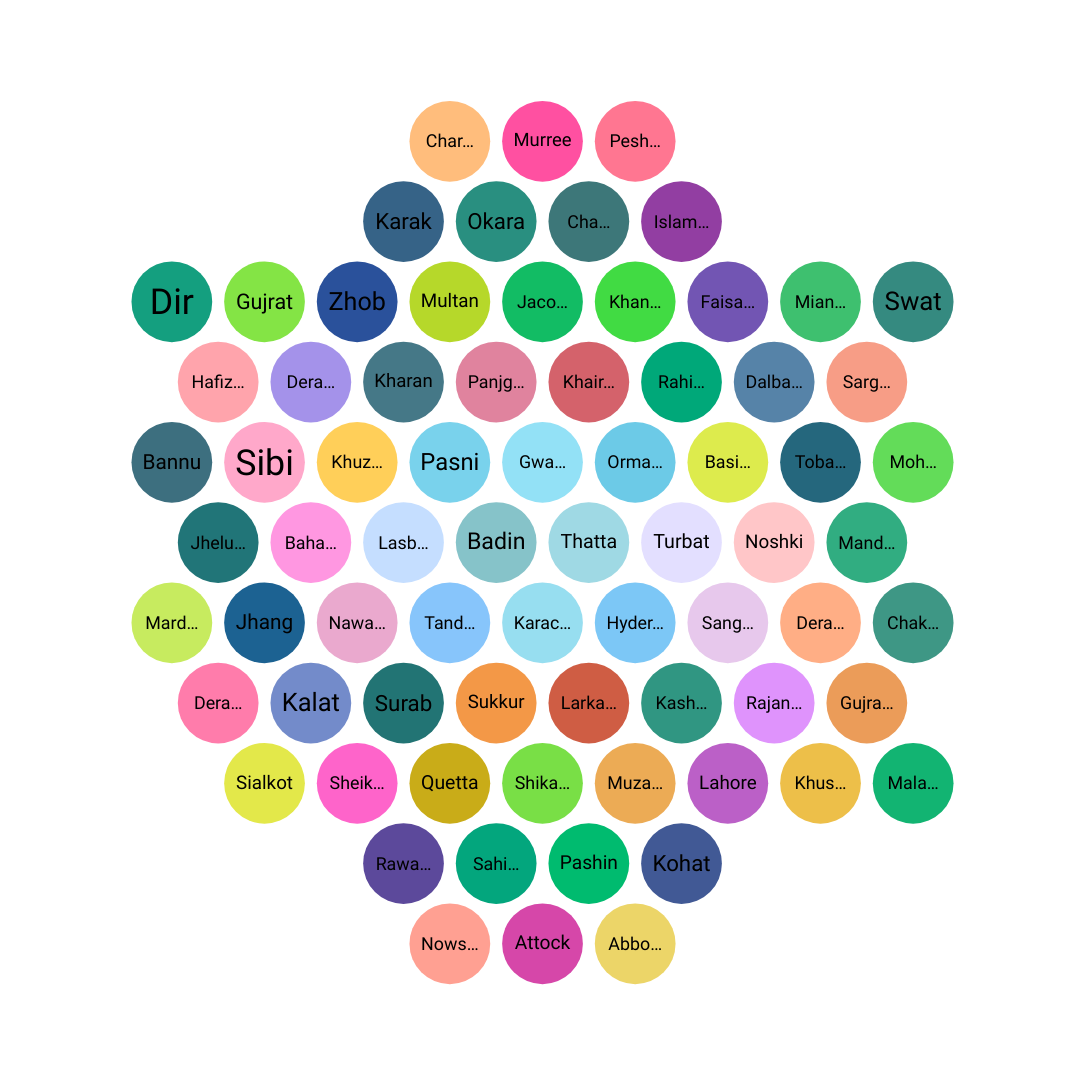 Char... Murree Pesh...
Karak Okara Cha... Islam...
Dir Gujrat Zhob Multan Jaco... Khan... Faisa... Mian... Swat
Hafiz... Dera... Kharan Panjg... Khair... Rahi... Dalba... Sarg...
Bannu Sibi Khuz... Pasni Gwa... Orma... Basi... Toba... Moh...
Jhelu... Baha... Lasb... Badin Thatta Turbat Noshki Mand...
Mard... Jhang Nawa... Tand... Karac... Hyder... Sang... Dera... Chak...
Dera... Kalat Surab Sukkur Larka... Kash... Rajan... Gujra...
Sialkot Sheik... Quetta Shika... Muza... Lahore Khus... Mala...
Rawa... Sahi... Pashin Kohat
Nows... Attock Abbo...